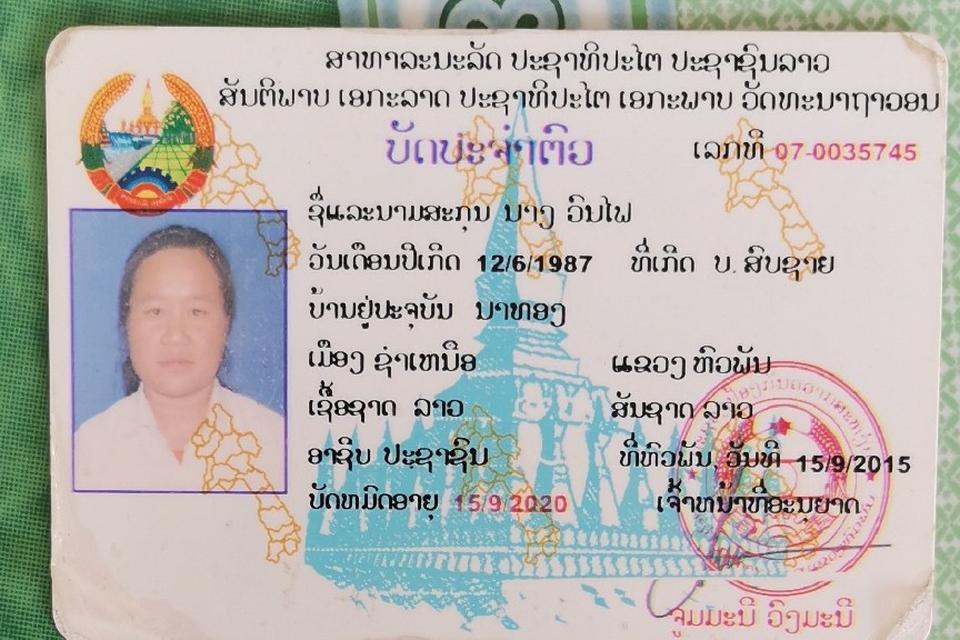 ສາທາລະນະລັດ ປະຊາທິປະໄຕ ປະຊາຊົນລາວ
ສັນຕິພາບ ເອກະລາດ ປະຊາທິປະໄຕ ເອກະພາບ ວັດທະນາຖາວອນ
ບັດປະຈຳຕົວ ເລກທີ 07-0035745
ຊື່ແລະນາມສະກຸນ ນາງ ວົນໄຟ
ວັນເດືອນປີເກີດ 12/6/1987 ທີ່ເກີດ ບ. ສົບຊາຍ
ບ້ານຢູ່ປະຈຸບັນ ນາທອງ
ເມືອງ ຊຳເຫນືອ ແຂວງ ຫົວພັນ
ເຊື້ອຊາດ ລາວ ສັນຊາດ ລາວ
ອາຊີບ ປະຊາຊົນ ທີ່ຫົວພັນ, ວັນທີ 15/9/2015
ບັດຫມົດອາຍຸ 15/9/2020 ເຈົ້າຫນ້າທີ່ອະນຸຍາດ
ຈູມມະນີ ວົງມະນີ